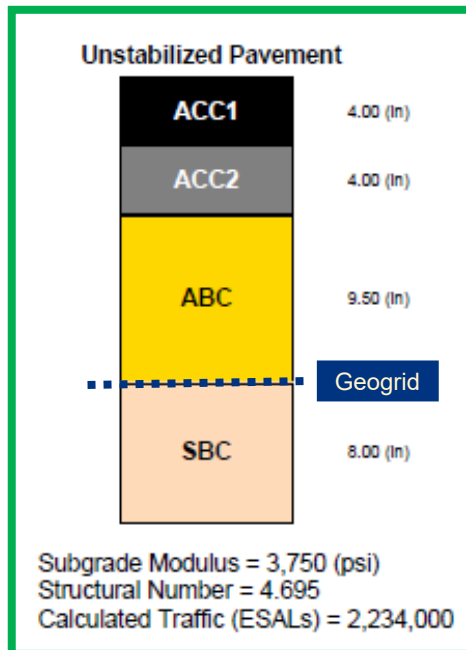 Unstabilized Pavement
ACC1 4.00 (in)
ACC2 4.00 (in)
ABC 9.50 (in)
Geogrid
SBC 8.00 (in)
Subgrade Modulus = 3,750 (psi)
Structural Number = 4.695
Calculated Traffic (ESALs) = 2,234,000